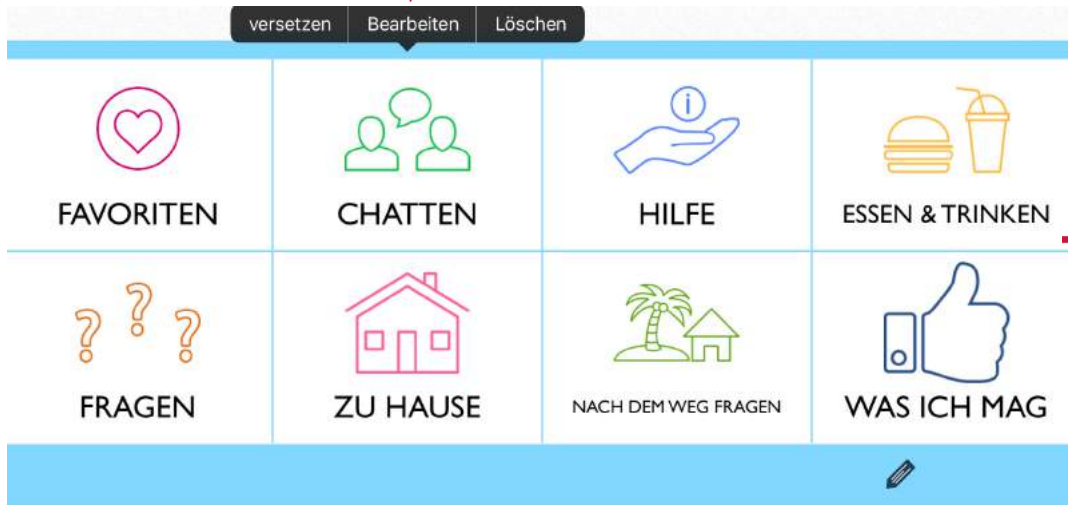 versetzen Bearbeiten Löschen
FAVORITEN CHATTEN HILFE ESSEN & TRINKEN
FRAGEN ZU HAUSE NACH DEM WEG FRAGEN WAS ICH MAG